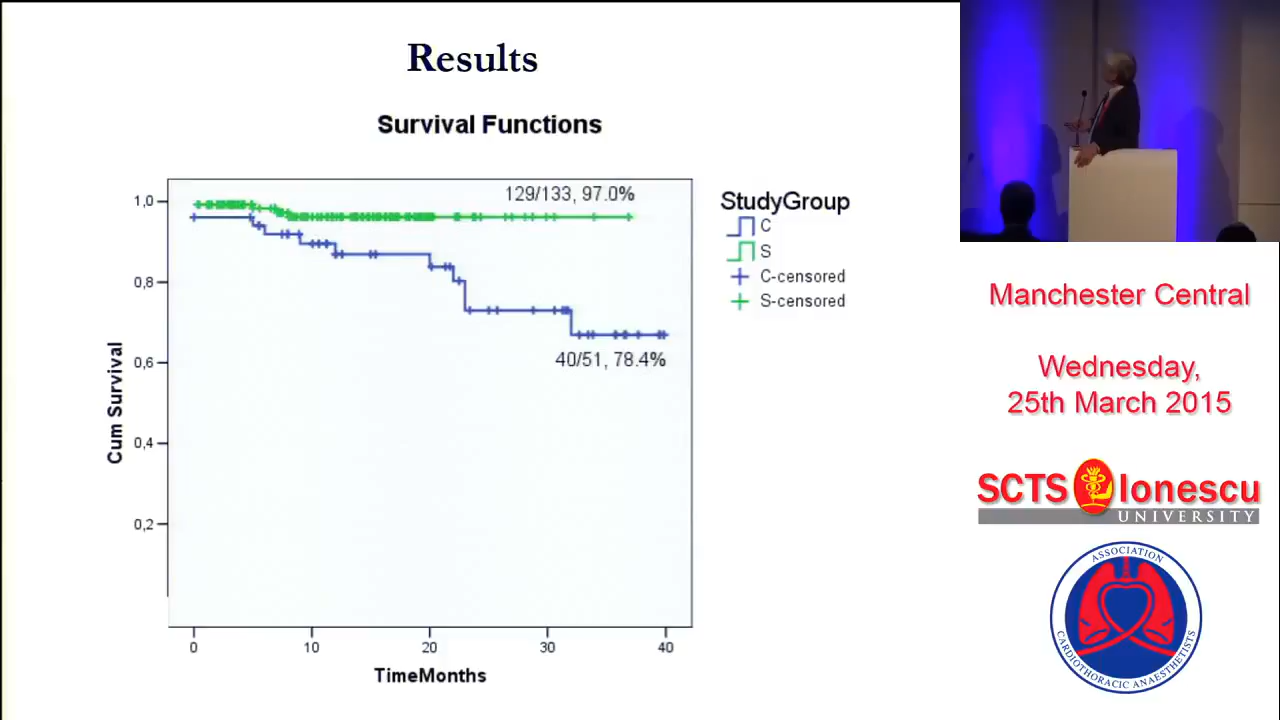 Results
Survival Functions
129/133, 97.0%
40/51, 78.4%
1,0
0,8
0,6
0,4
0,2
Cum Survival
0 10 20 30 40
TimeMonths
StudyGroup
C
S
C-censored
S-censored
Manchester Central
Wednesday,
25th March 2015
SCTS Ionescu
UNIVERSITY
ASSOCIATION
CARDIOTHORACIC ANAESTHETISTS